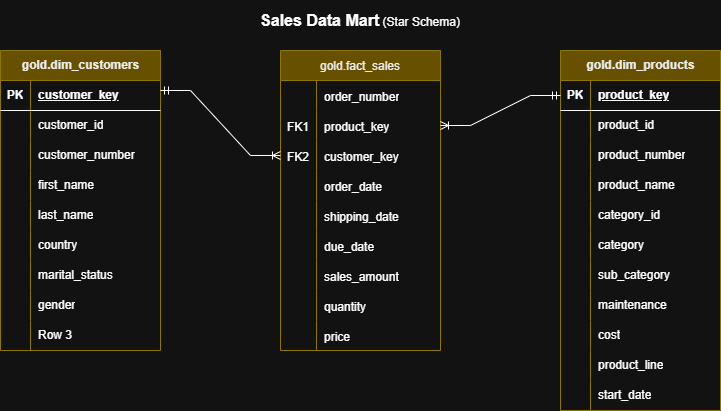 Sales Data Mart (Star Schema)
gold.dim_customers
PK customer_key
customer_id
customer_number
first_name
last_name
country
marital_status
gender
Row 3
gold.fact_sales
order_number
FK1 product_key
FK2 customer_key
order_date
shipping_date
due_date
sales_amount
quantity
price
gold.dim_products
PK product_key
product_id
product_number
product_name
category_id
category
sub_category
maintenance
cost
product_line
start_date